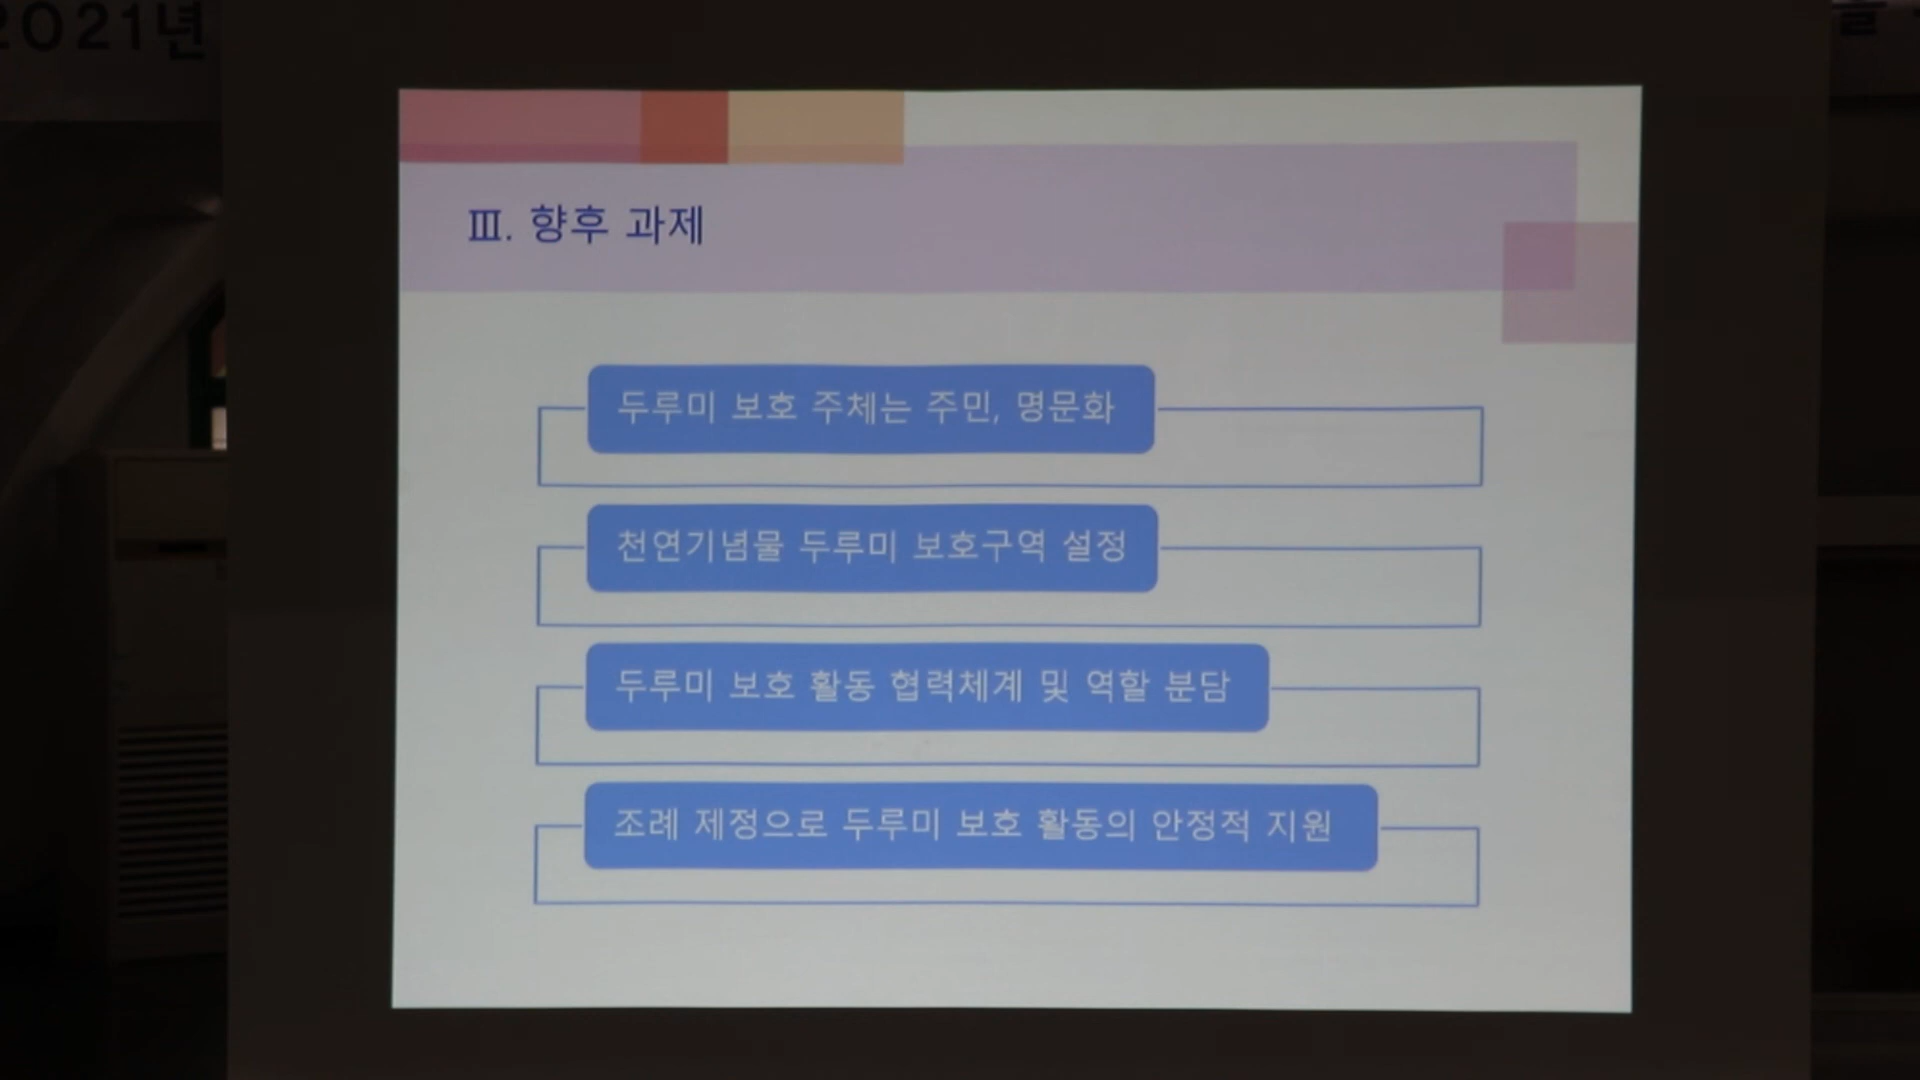 2021년
Ⅲ. 향후 과제
두루미 보호 주체는 주민, 명문화
천연기념물 두루미 보호구역 설정
두루미 보호 활동 협력체계 및 역할 분담
조례 제정으로 두루미 보호 활동의 안정적 지원